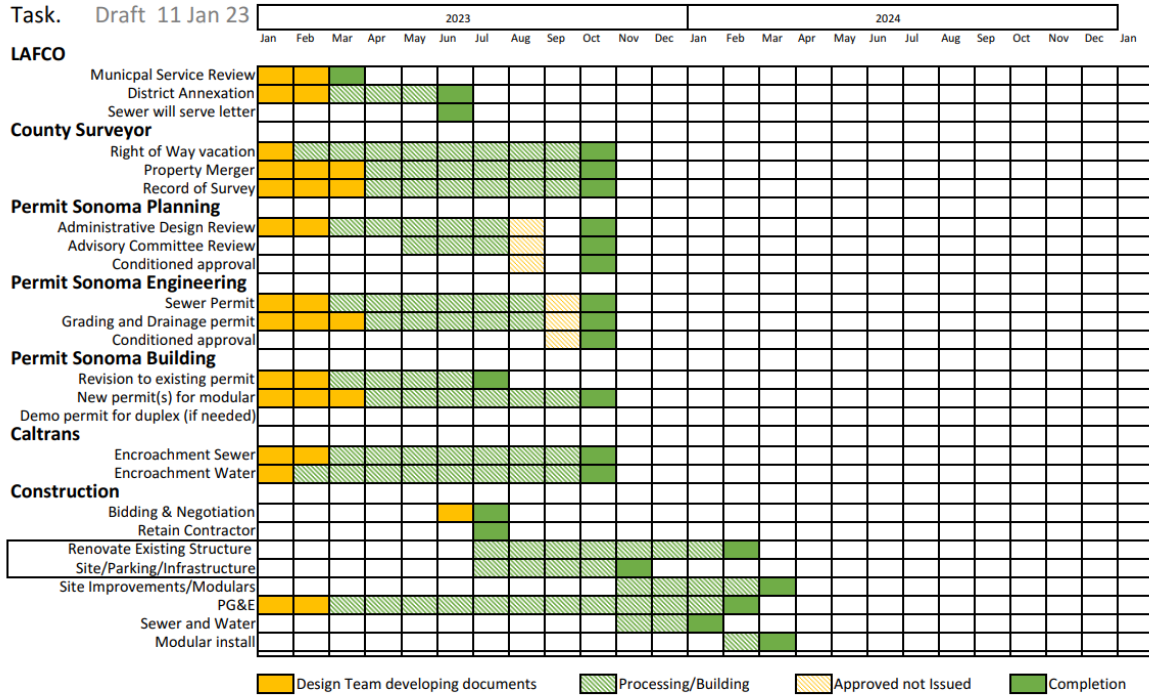 Task. Draft 11 Jan 23
2023 2024
Jan Feb Mar Apr May Jun Jul Aug Sep Oct Nov Dec Jan Feb Mar Apr May Jun Jul Aug Sep Oct Nov Dec Jan
LAFCO
Municpal Service Review
District Annexation
Sewer will serve letter
County Surveyor
Right of Way vacation
Property Merger
Record of Survey
Permit Sonoma Planning
Administrative Design Review
Advisory Committee Review
Conditioned approval
Permit Sonoma Engineering
Sewer Permit
Grading and Drainage permit
Conditioned approval
Permit Sonoma Building
Revision to existing permit
New permit(s) for modular
Demo permit for duplex (if needed)
Caltrans
Encroachment Sewer
Encroachment Water
Construction
Bidding & Negotiation
Retain Contractor
Renovate Existing Structure
Site/Parking/Infrastructure
Site Improvements/Modulars
PG&E
Sewer and Water
Modular install
Design Team developing documents Processing/Building Approved not Issued Completion